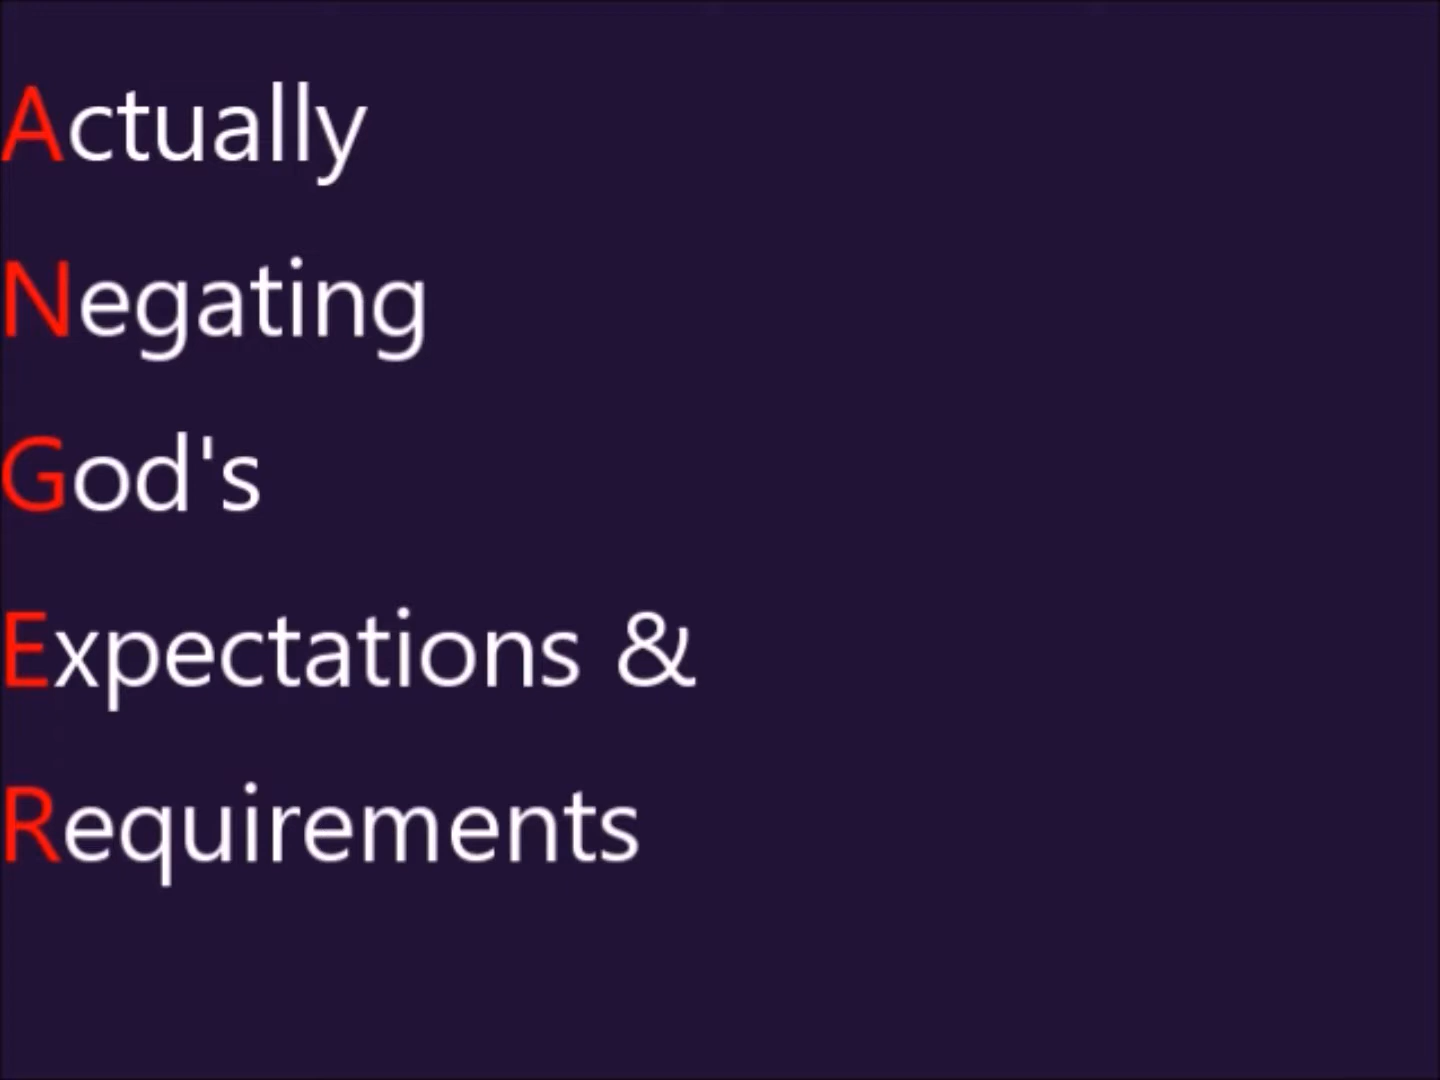 Actually
Negating
God's
Expectations &
Requirements